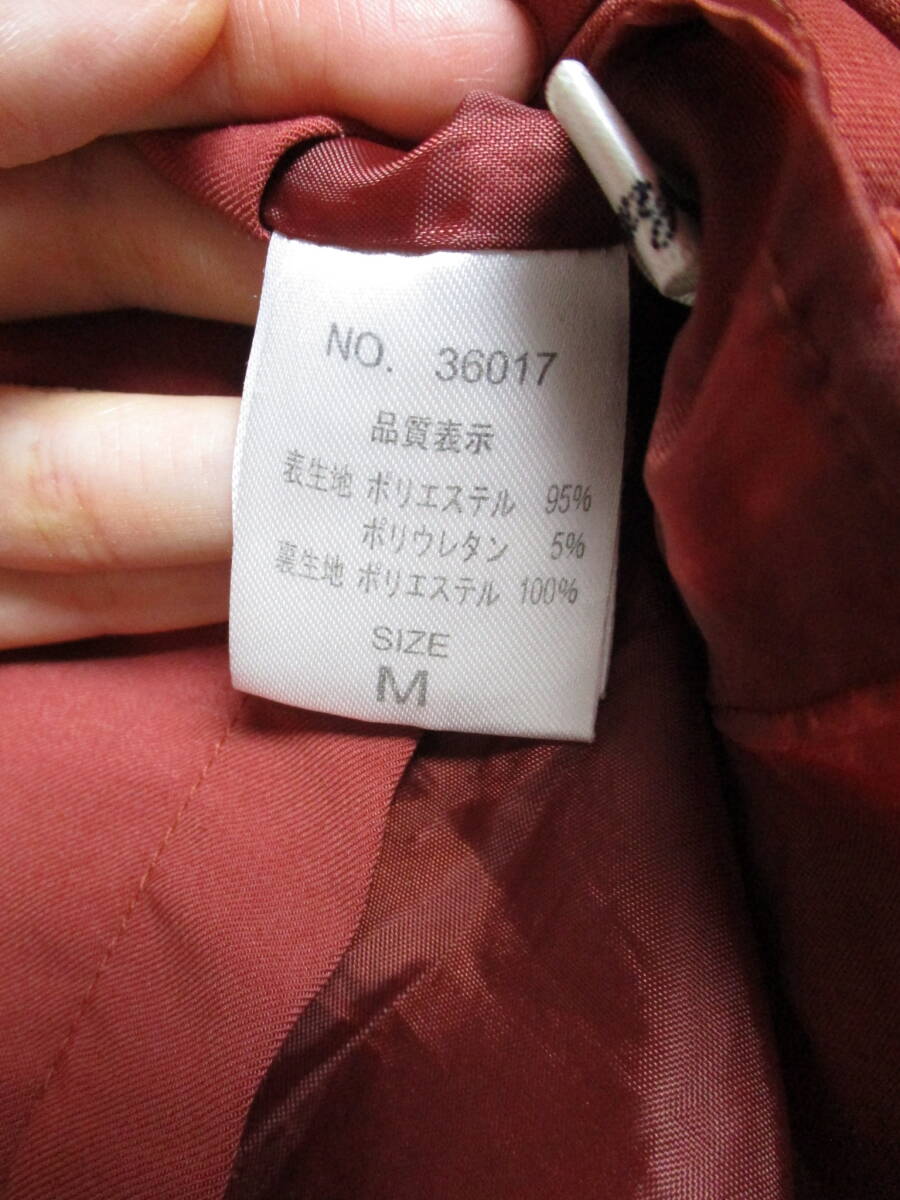 NO. 36017
品質表示
表生地 ポリエステル 95%
ポリウレタン 5%
裏生地 ポリエステル 100%
SIZE
M